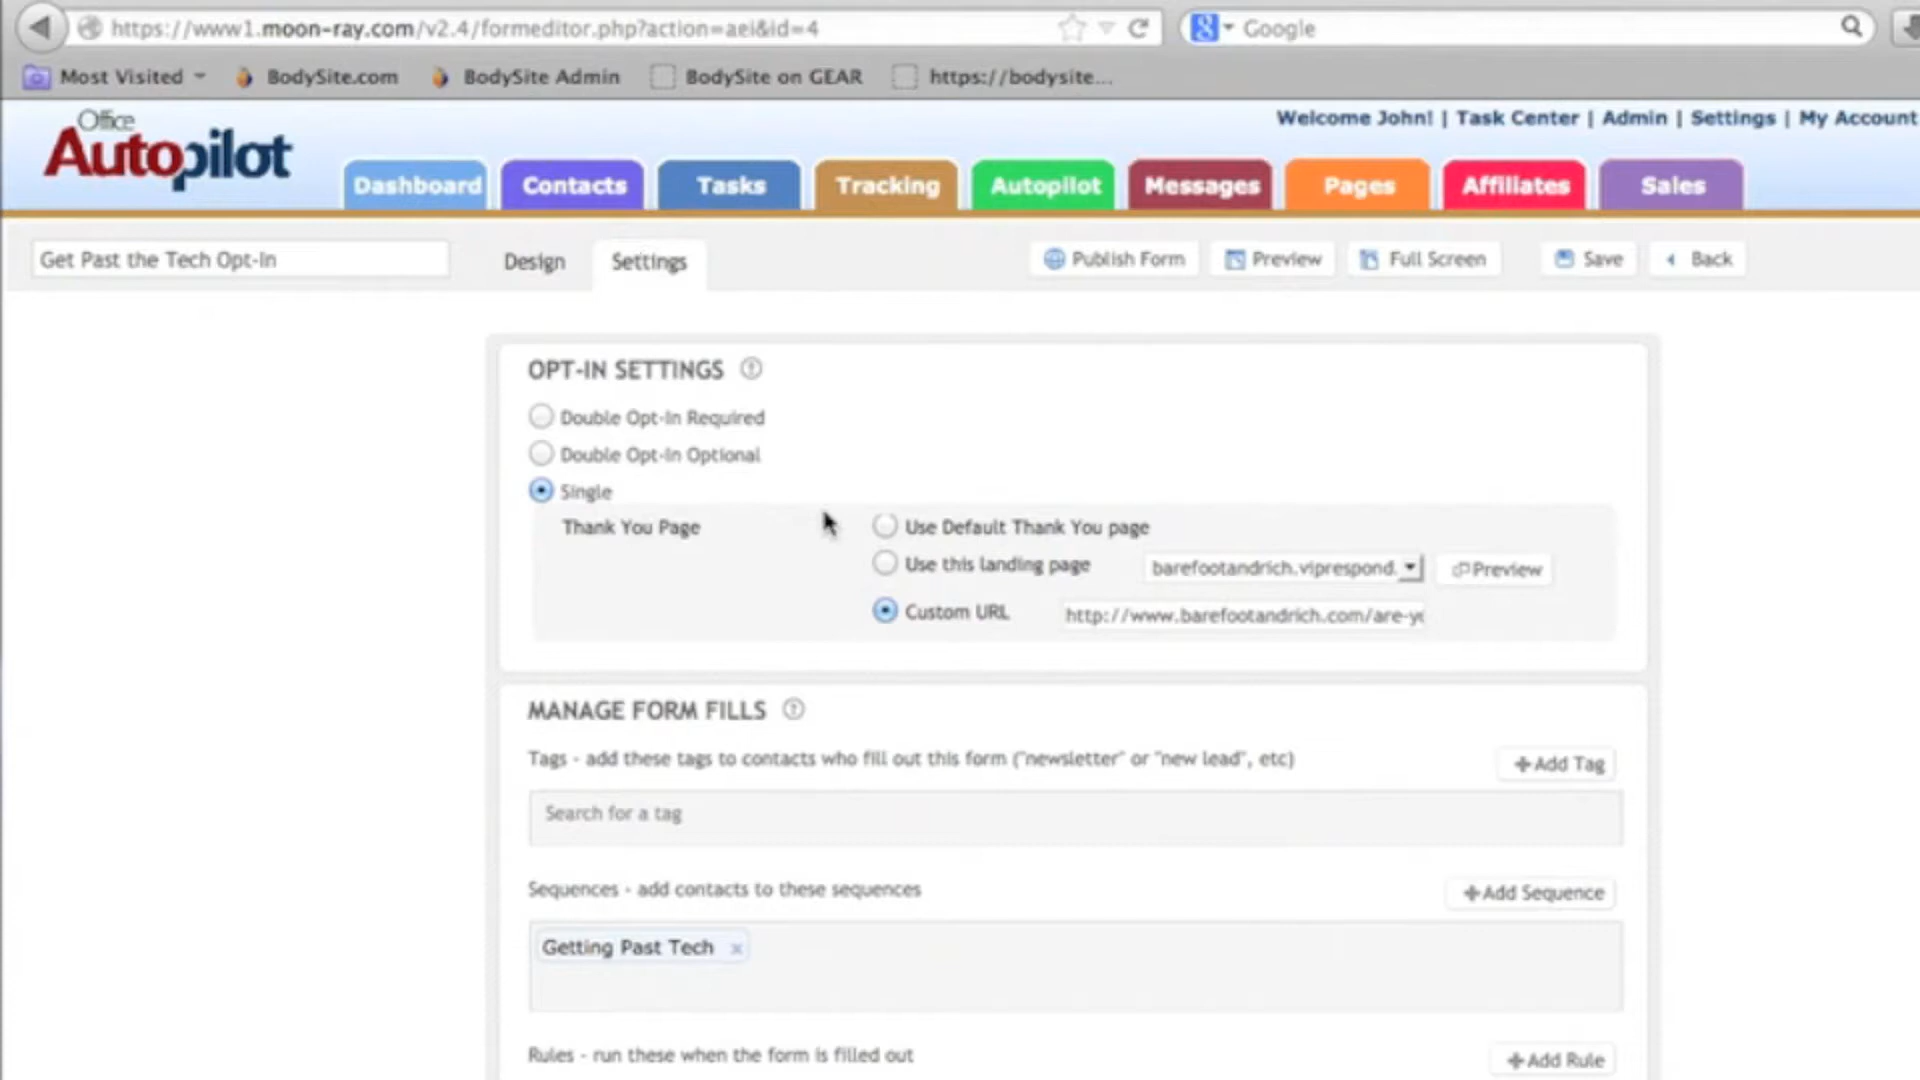 https://www1.moon-ray.com/v2.4/formeditor.php?action=aei&id=4
Google
Most Visited
BodySite.com
BodySite Admin
BodySite on GEAR
https://bodysite...
Office
Autopilot
Welcome John! | Task Center | Admin | Settings | My Account
Dashboard
Contacts
Tasks
Tracking
Autopilot
Messages
Pages
Affiliates
Sales
Get Past the Tech Opt-In
Design
Settings
Publish Form
Preview
Full Screen
Save
Back
OPT-IN SETTINGS
Double Opt-In Required
Double Opt-In Optional
Single
Thank You Page
Use Default Thank You page
Use this landing page
barefootandrich.viprespond.
Preview
Custom URL
http://www.barefootandrich.com/are-y
MANAGE FORM FILLS
Tags - add these tags to contacts who fill out this form ("newsletter" or "new lead", etc)
+Add Tag
Search for a tag
Sequences - add contacts to these sequences
+Add Sequence
Getting Past Tech x
Rules - run these when the form is filled out
+Add Rule